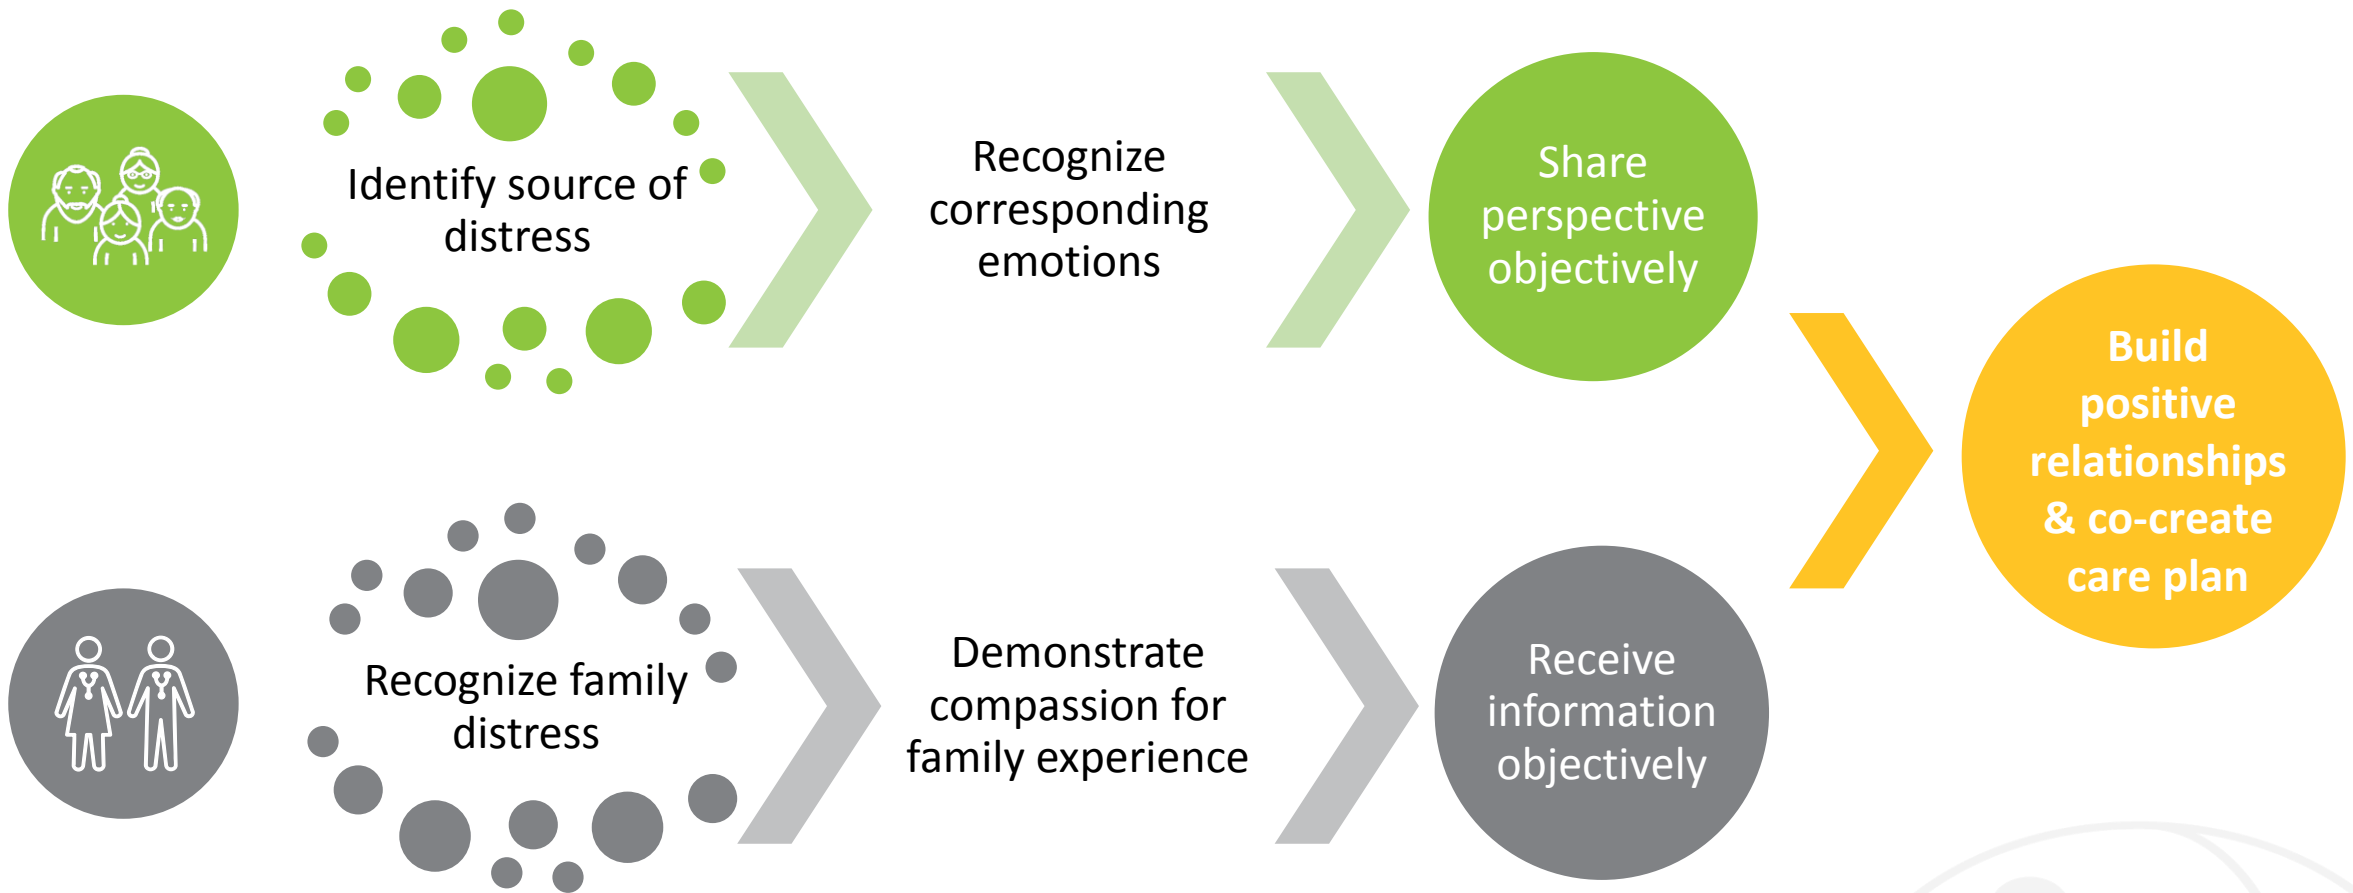 Identify source of
distress
Recognize
corresponding
emotions
Share
perspective
objectively
Recognize family
distress
Demonstrate
compassion for
family experience
Receive
information
objectively
Build
positive
relationships
& co-create
care plan